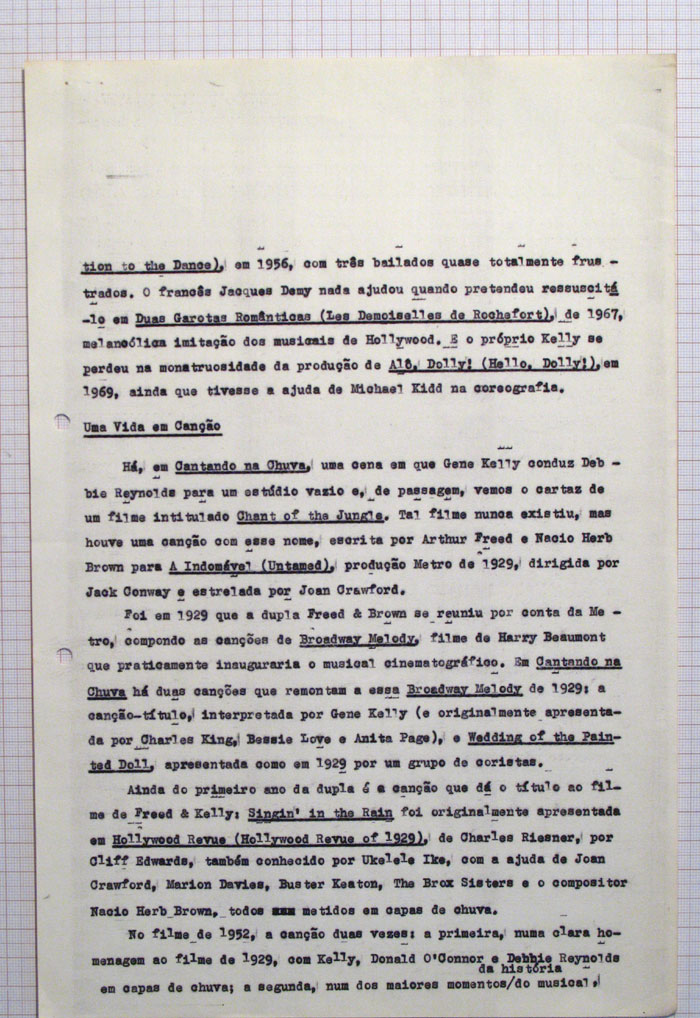 tion to the Dance), em 1956, com três bailados quase totalmente frus -
trados. O francês Jacques Demy nada ajudou quando pretendeu ressuscitá
-lo em Duas Garotas Românticas (Les Demoiselles de Rochefort), de 1967,
melancólica imitação dos musicais de Hollywood. E o próprio Kelly se
perdeu na monstruosidade da produção de Alô, Dolly! (Hello, Dolly!), em
1969, ainda que tivesse a ajuda de Michael Kidd na coreografia.
Uma Vida em Canção
Há, em Cantando na Chuva, uma cena em que Gene Kelly conduz Deb -
bie Reynolds para um estúdio vazio e, de passagem, vemos o cartaz de
um filme intitulado Chant of the Jungle. Tal filme nunca existiu, mas
houve uma canção com esse nome, escrita por Arthur Freed e Nacio Herb
Brown para A Indomável (Untamed), produção Metro de 1929, dirigida por
Jack Conway e estrelada por Joan Crawford.
Foi em 1929 que a dupla Freed & Brown se reuniu por conta da Me -
tro, compondo as canções de Broadway Melody, filme de Harry Beaumont
que praticamente inauguraria o musical cinematográfico. Em Cantando na
Chuva há duas canções que remontam a essa Broadway Melody de 1929: a
canção-título, interpretada por Gene Kelly (e originalmente apresenta-
da por Charles King, Bessie Love e Anita Page), e Wedding of the Pain-
ted Doll, apresentada como em 1929 por um grupo de coristas.
Ainda do primeiro ano da dupla é a canção que dá o título ao fil-
me de Freed & Kelly: Singin' in the Rain foi originalmente apresentada
em Hollywood Revue (Hollywood Revue of 1929), de Charles Riesner, por
Cliff Edwards, também conhecido por Ukelele Ike, com a ajuda de Joan
Crawford, Marion Davies, Buster Keaton, The Brox Sisters e o compositor
Nacio Herb Brown, todos metidos em capas de chuva.
No filme de 1952, a canção duas vezes: a primeira, numa clara ho-
menagem ao filme de 1929, com Kelly, Donald O'Connor e Debbie Reynolds
da história
em capas de chuva; a segunda, num dos maiores momentos/do musical,